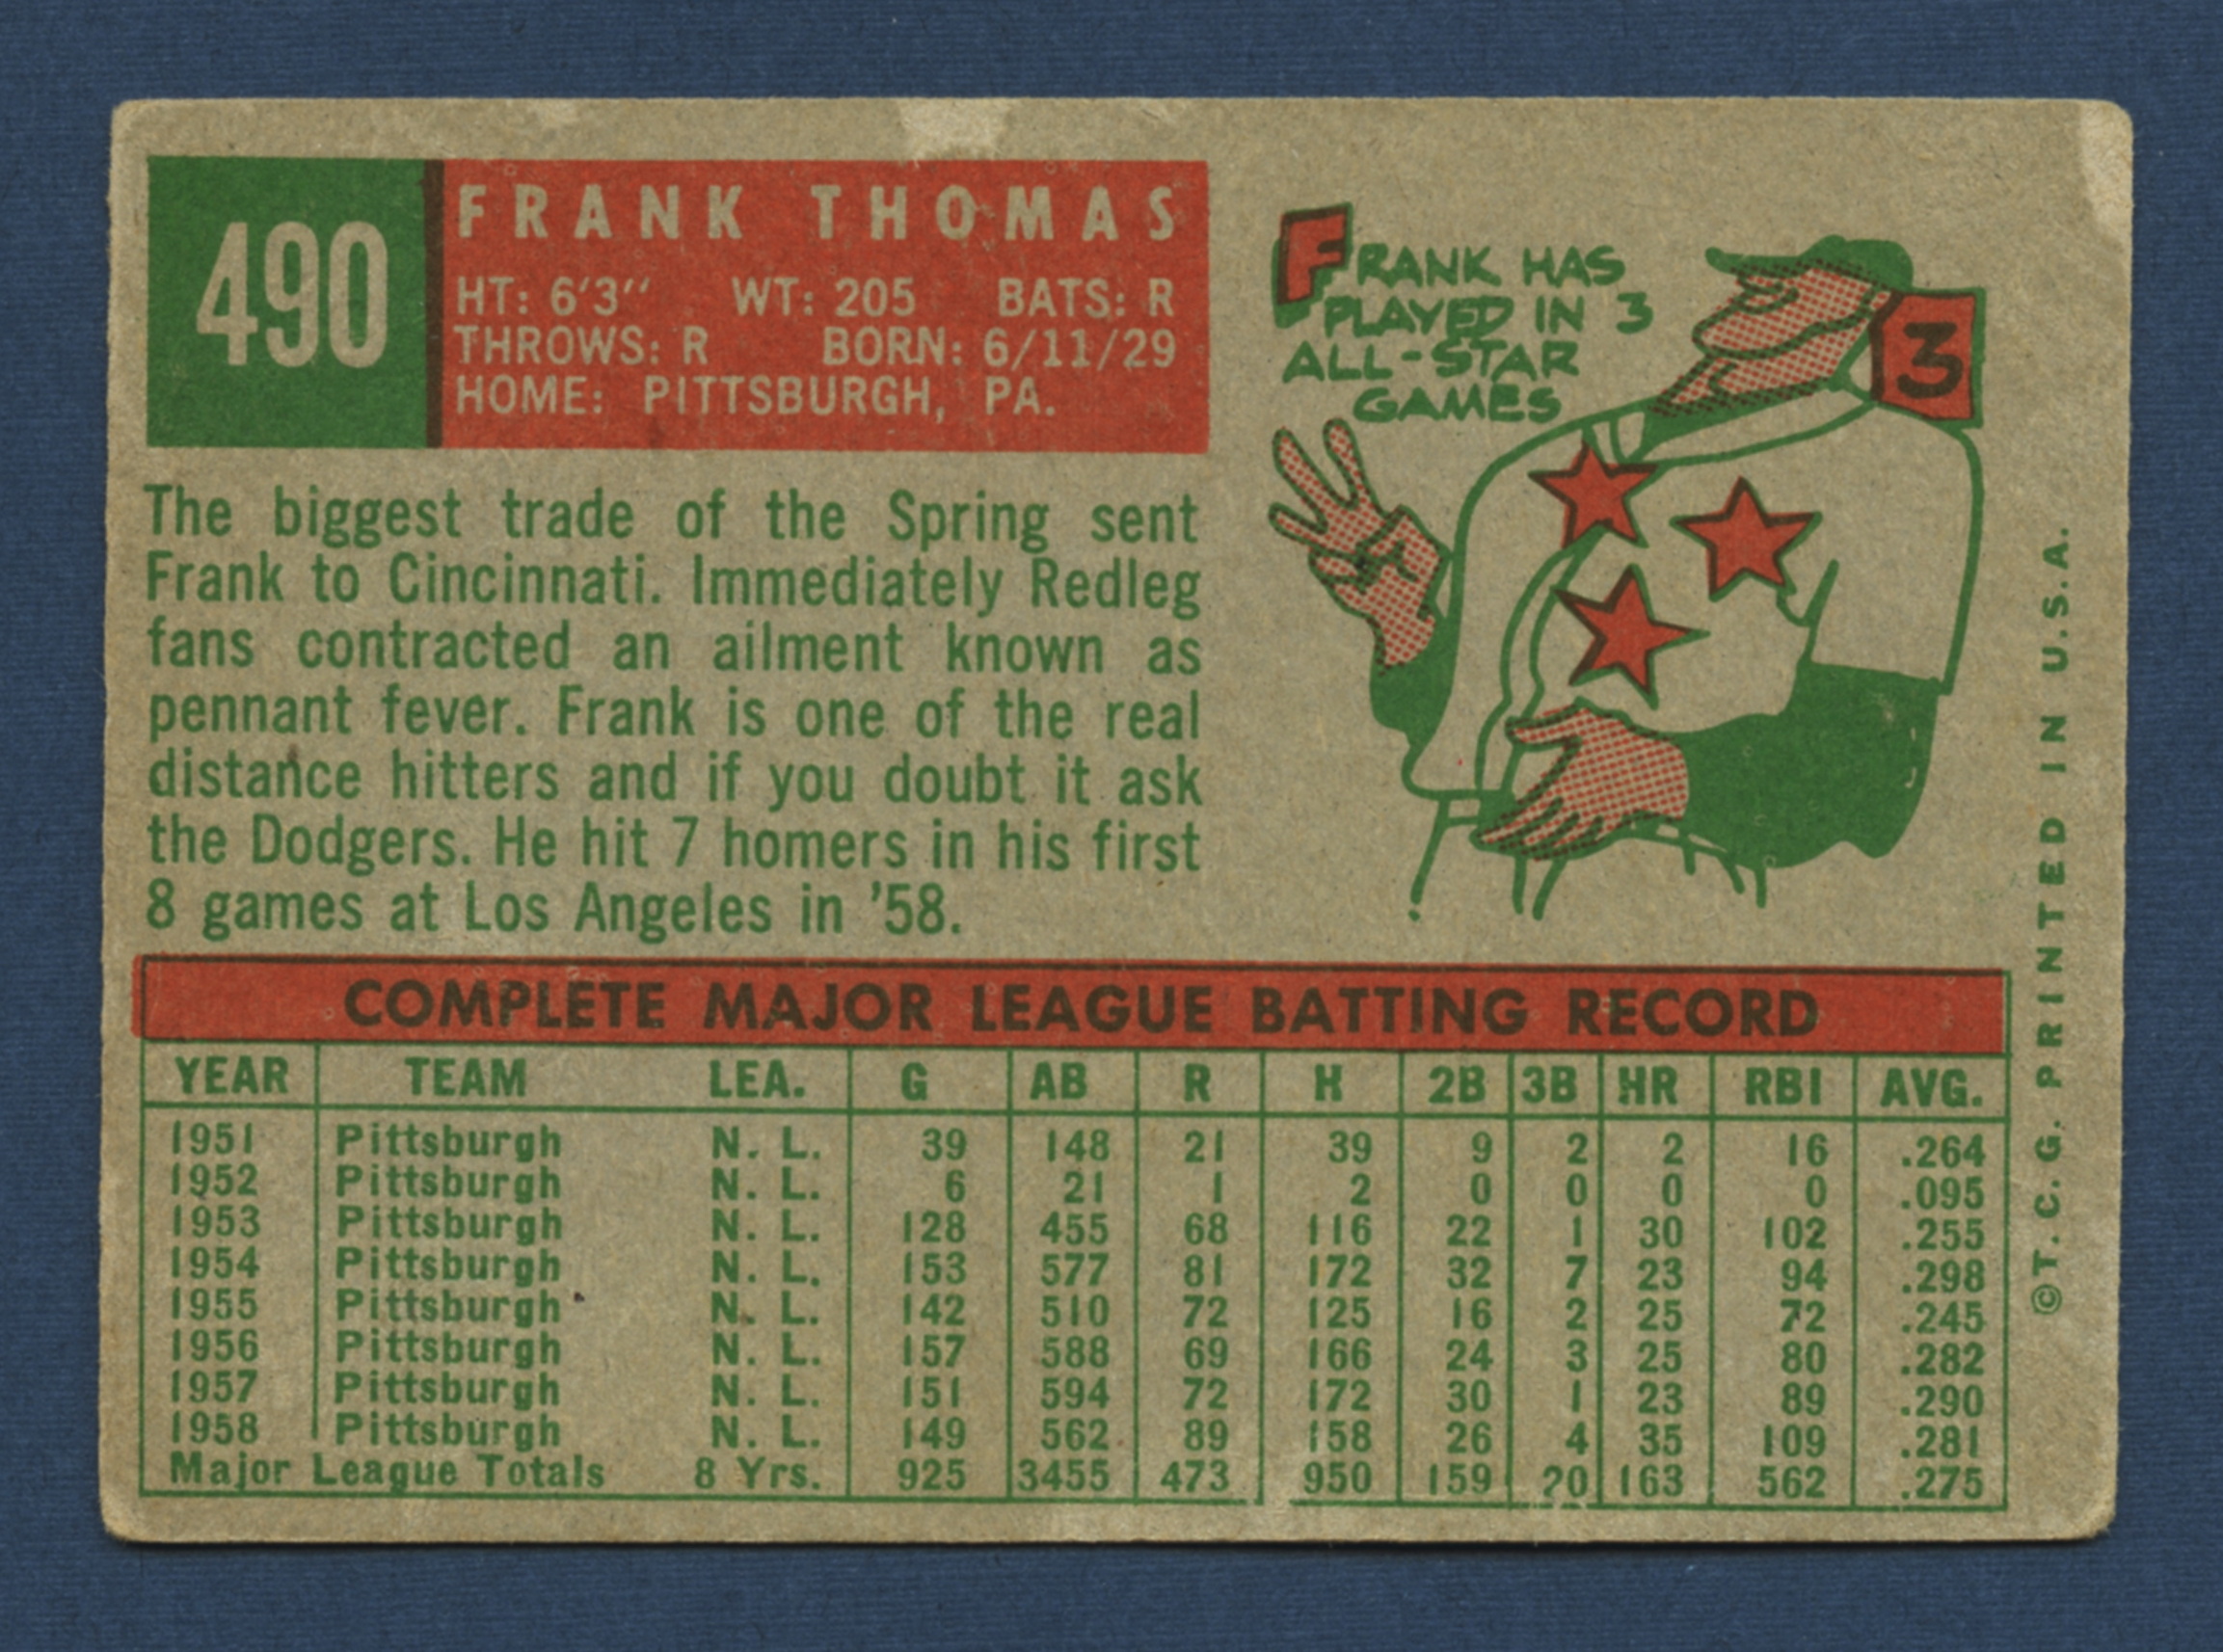 490
FRANK THOMAS
HT: 6'3" WT: 205 BATS: R
THROWS: R BORN: 6/11/29
HOME: PITTSBURGH, PA.
The biggest trade of the Spring sent
Frank to Cincinnati. Immediately Redleg
fans contracted an ailment known as
pennant fever. Frank is one of the real
distance hitters and if you doubt it ask
the Dodgers. He hit 7 homers in his first
8 games at Los Angeles in '58.
FRANK HAS
PLAYED IN 3
ALL-STAR
GAMES
3
COMPLETE MAJOR LEAGUE BATTING RECORD
YEAR TEAM LEA. G AB R H 2B 3B HR RBI AVG.
1951 Pittsburgh N. L. 39 148 21 39 9 2 2 16 .264
1952 Pittsburgh N. L. 6 21 1 2 0 0 0 0 .095
1953 Pittsburgh N. L. 128 455 68 116 22 1 30 102 .255
1954 Pittsburgh N. L. 153 577 81 172 32 7 23 94 .298
1955 Pittsburgh N. L. 142 510 72 125 16 2 25 72 .245
1956 Pittsburgh N. L. 157 588 69 166 24 3 25 80 .282
1957 Pittsburgh N. L. 151 594 72 172 30 1 23 89 .290
1958 Pittsburgh N. L. 149 562 89 158 26 4 35 109 .281
Major League Totals 8 Yrs. 925 3455 473 950 159 20 163 562 .275
©T. C. G. PRINTED IN U.S.A.